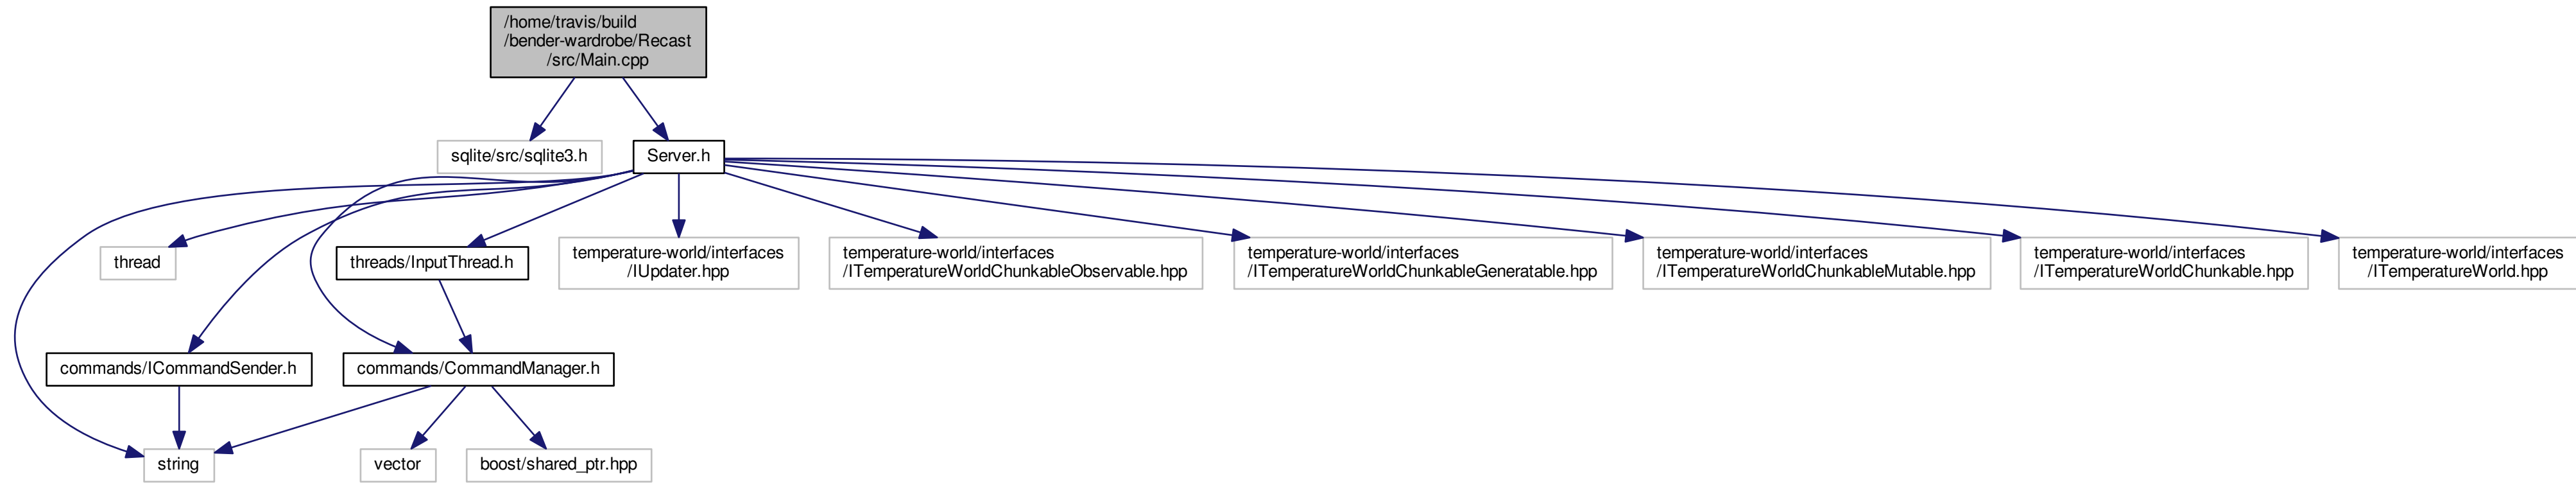 /home/travis/build
/bender-wardrobe/Recast
/src/Main.cpp
sqlite/src/sqlite3.h
Server.h
thread
threads/InputThread.h
temperature-world/interfaces
/IUpdater.hpp
temperature-world/interfaces
/ITemperatureWorldChunkableObservable.hpp
temperature-world/interfaces
/ITemperatureWorldChunkableGeneratable.hpp
temperature-world/interfaces
/ITemperatureWorldChunkableMutable.hpp
temperature-world/interfaces
/ITemperatureWorldChunkable.hpp
temperature-world/interfaces
/ITemperatureWorld.hpp
commands/ICommandSender.h
commands/CommandManager.h
string
vector
boost/shared_ptr.hpp